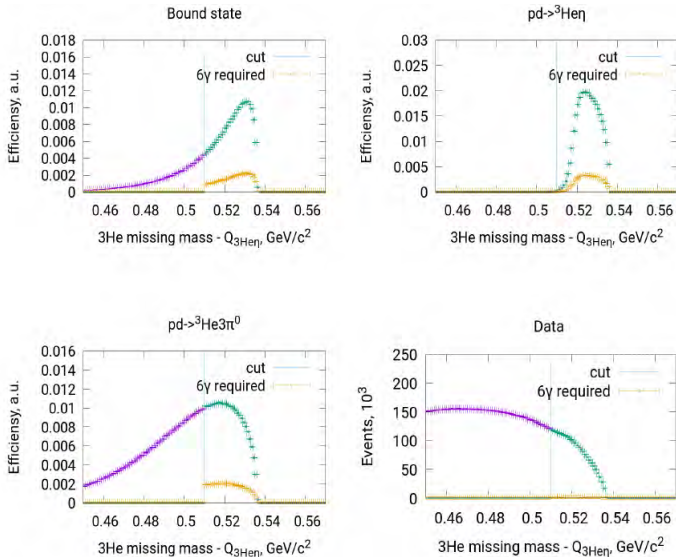 Bound state
0.018
0.016
0.014
0.012
0.01
0.008
0.006
0.004
0.002
0
Efficiensy, a.u.
cut
6γ required
0.46 0.48 0.5 0.52 0.54 0.56
3He missing mass - Q3Heη, GeV/c2
pd->3Heη
0.03
0.025
0.02
0.015
0.01
0.005
0
Efficiensy, a.u.
cut
6γ required
0.46 0.48 0.5 0.52 0.54 0.56
3He missing mass - Q3Heη, GeV/c2
pd->3He3π0
0.016
0.014
0.012
0.01
0.008
0.006
0.004
0.002
0
Efficiensy, a.u.
cut
6γ required
0.46 0.48 0.5 0.52 0.54 0.56
3He missing mass - Q3Heη, GeV/c2
Data
250
200
150
100
50
0
Events, 103
cut
6γ required
0.46 0.48 0.5 0.52 0.54 0.56
3He missing mass - Q3Heη, GeV/c2